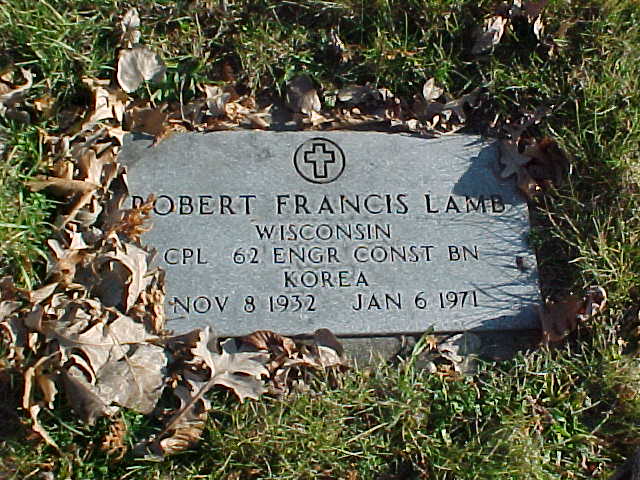 ROBERT FRANCIS LAMB
WISCONSIN
CPL 62 ENGR CONST BN
KOREA
NOV 8 1932 JAN 6 1971